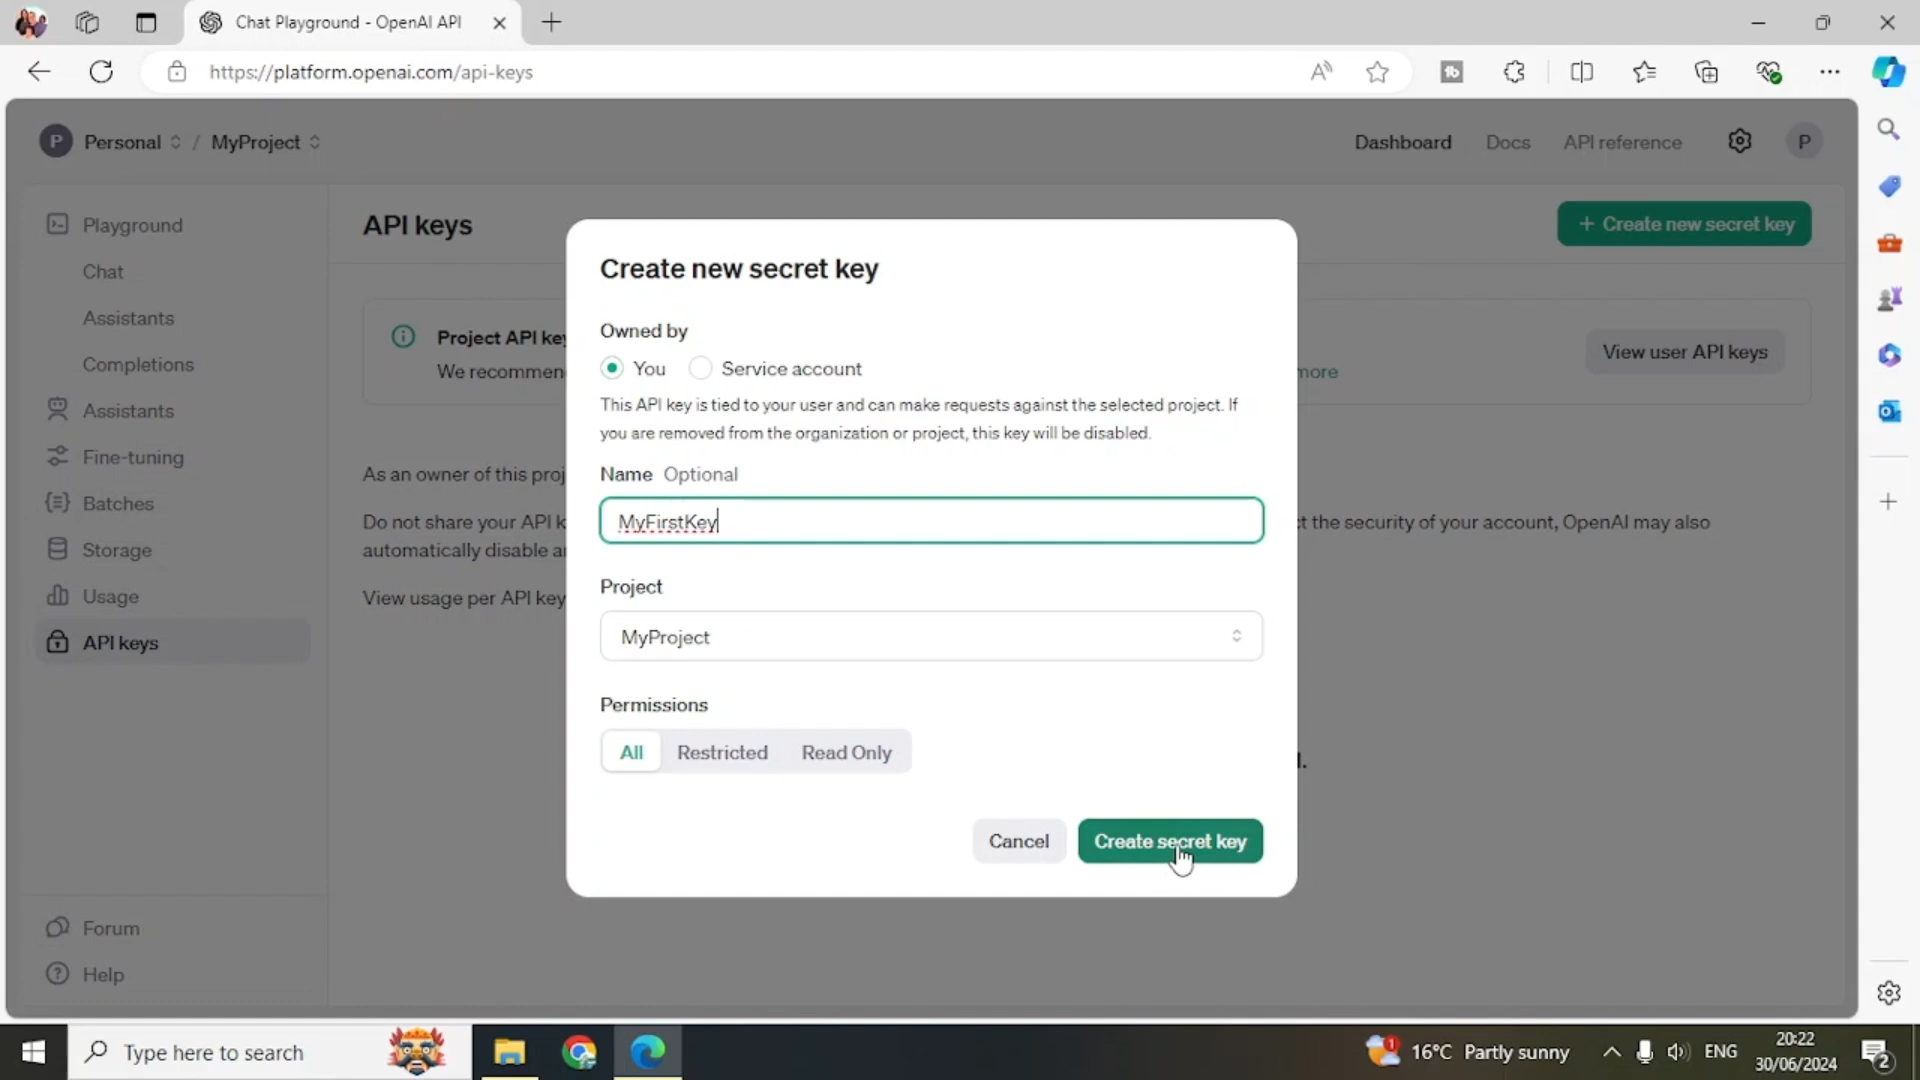 Chat Playground - OpenAI API
https://platform.openai.com/api-keys
P Personal / MyProject
Dashboard Docs API reference P
Playground
Chat
Assistants
Completions
Assistants
Fine-tuning
Batches
Storage
Usage
API keys
Forum
Help
API keys
+ Create new secret key
Project API key
We recommen
more
View user API keys
As an owner of this proj
Do not share your API k
t the security of your account, OpenAI may also
automatically disable a
View usage per API key
Create new secret key
Owned by
You Service account
This API key is tied to your user and can make requests against the selected project. If
you are removed from the organization or project, this key will be disabled.
Name Optional
MyFirstKey
Project
MyProject
Permissions
All Restricted Read Only
Cancel Create secret key
Type here to search
1 16°C Partly sunny
ENG
20:22
30/06/2024
2